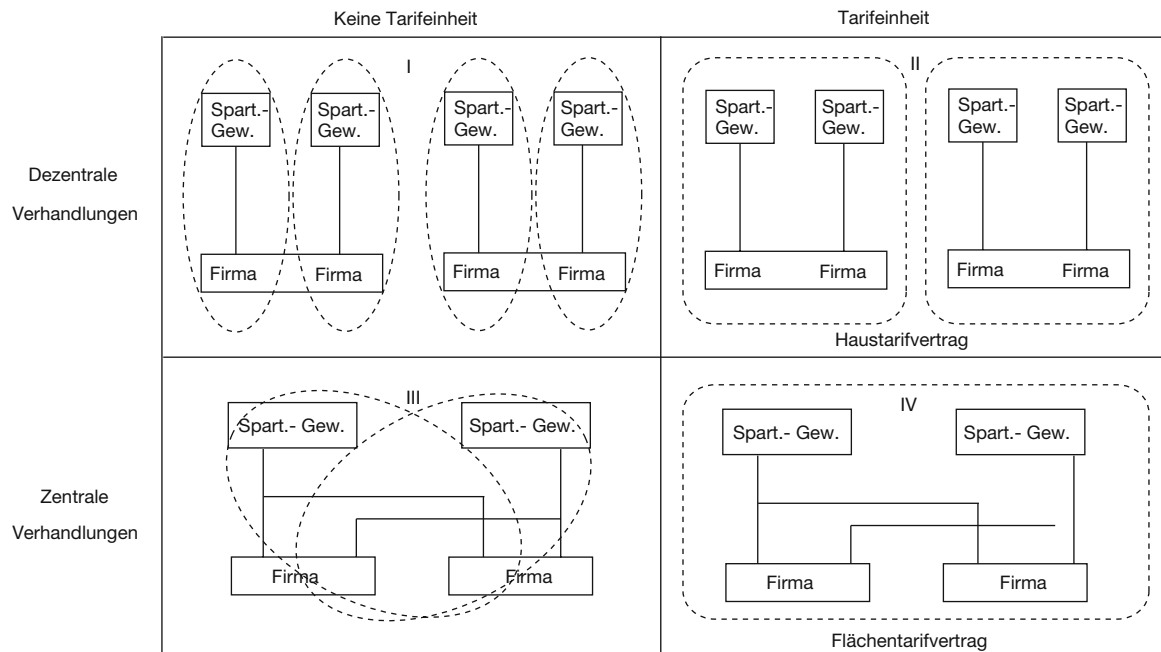 Keine Tarifeinheit
Tarifeinheit
Dezentrale
Verhandlungen
I
Spart.-
Gew.
Spart.-
Gew.
Spart.-
Gew.
Spart.-
Gew.
Firma
Firma
Firma
Firma
II
Spart.-
Gew.
Spart.-
Gew.
Spart.-
Gew.
Spart.-
Gew.
Firma
Firma
Firma
Firma
Haustarifvertrag
Zentrale
Verhandlungen
III
Spart.- Gew.
Spart.- Gew.
Firma
Firma
IV
Spart.- Gew.
Spart.- Gew.
Firma
Firma
Flächentarifvertrag